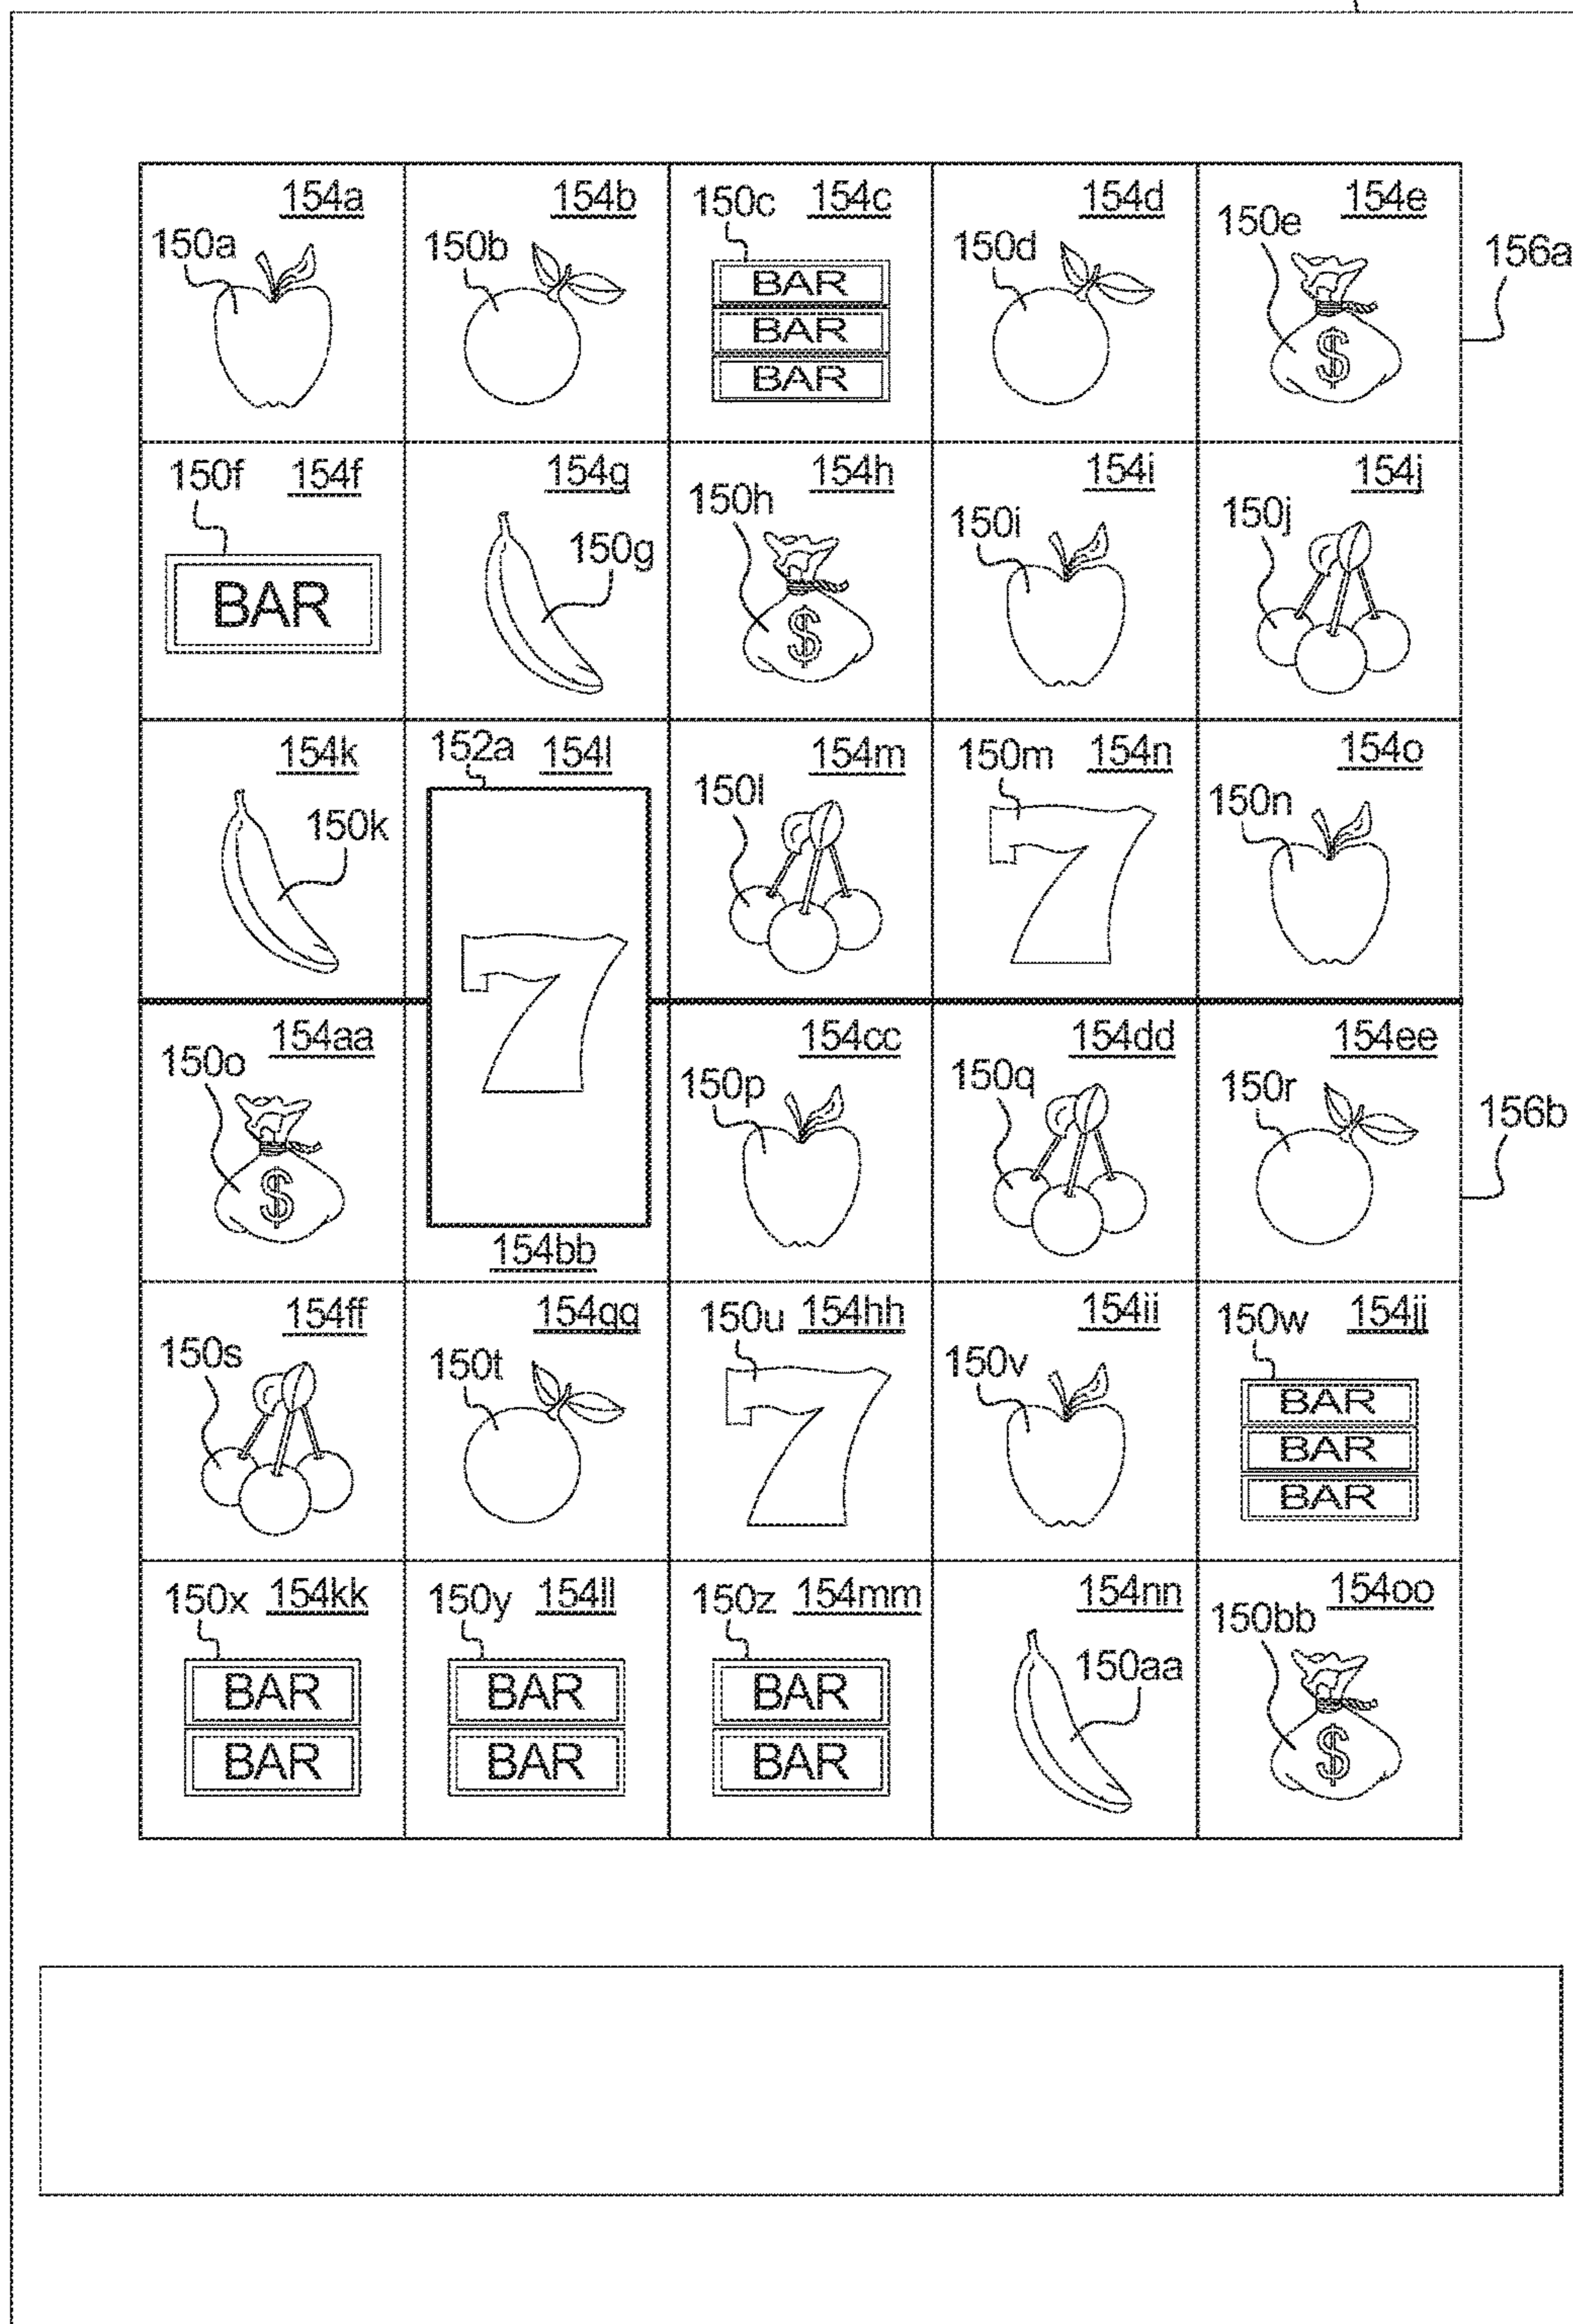 154a 154b 150c 154c 154d 154e
150a 150b 150d 150e 156a
BAR
BAR
BAR
$
150f 154f 154g 150h 154h 150i 154i 150j 154j
BAR 150g $
154k 152a 154l 154m 150m 154n 154o
150k 150l 7 150n
7
150o 154aa 150p 154cc 150q 154dd 150r 154ee
$ 156b
154bb
150s 154ff 150t 154gg 150u 154hh 150v 154ii 150w 154jj
7 BAR
BAR
BAR
150x 154kk 150y 154ll 150z 154mm 154nn 150bb 154oo
BAR BAR BAR 150aa
BAR BAR BAR $